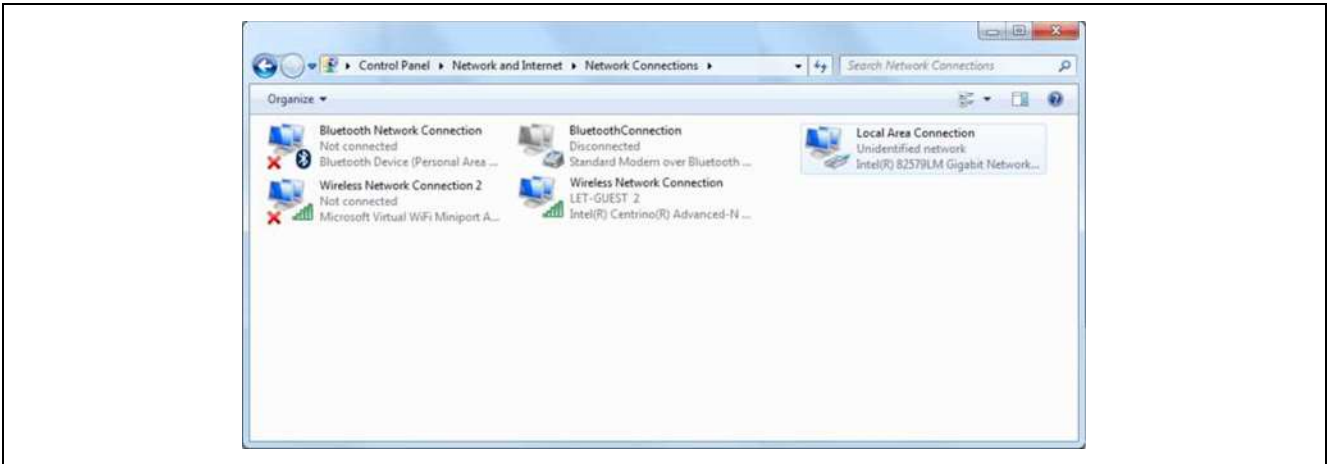 Control Panel ▸ Network and Internet ▸ Network Connections ▸
Search Network Connections
Organize
Bluetooth Network Connection
Not connected
Bluetooth Device (Personal Area ...
BluetoothConnection
Disconnected
Standard Modem over Bluetooth ...
Local Area Connection
Unidentified network
Intel(R) 82579LM Gigabit Network...
Wireless Network Connection 2
Not connected
Microsoft Virtual WiFi Miniport A...
Wireless Network Connection
LET-GUEST 2
Intel(R) Centrino(R) Advanced-N ...